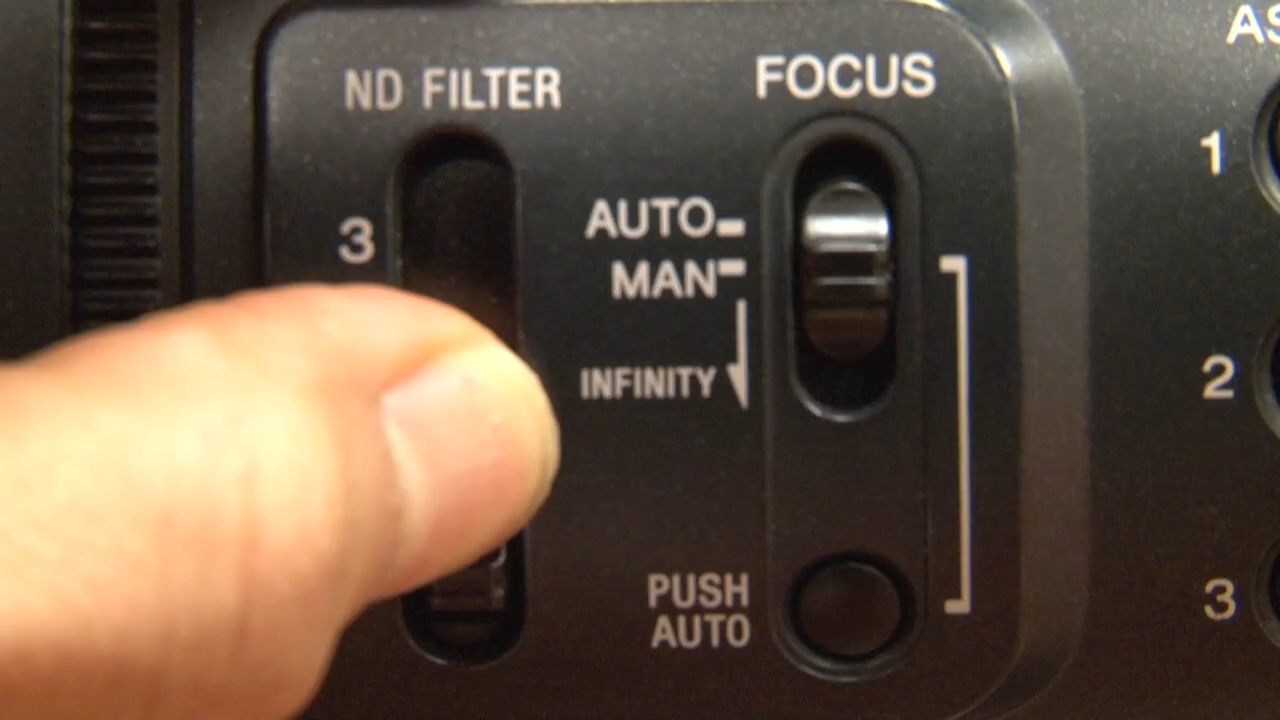 ND FILTER
3
FOCUS
AUTO
MAN
INFINITY
PUSH
AUTO
AS
1
2
3